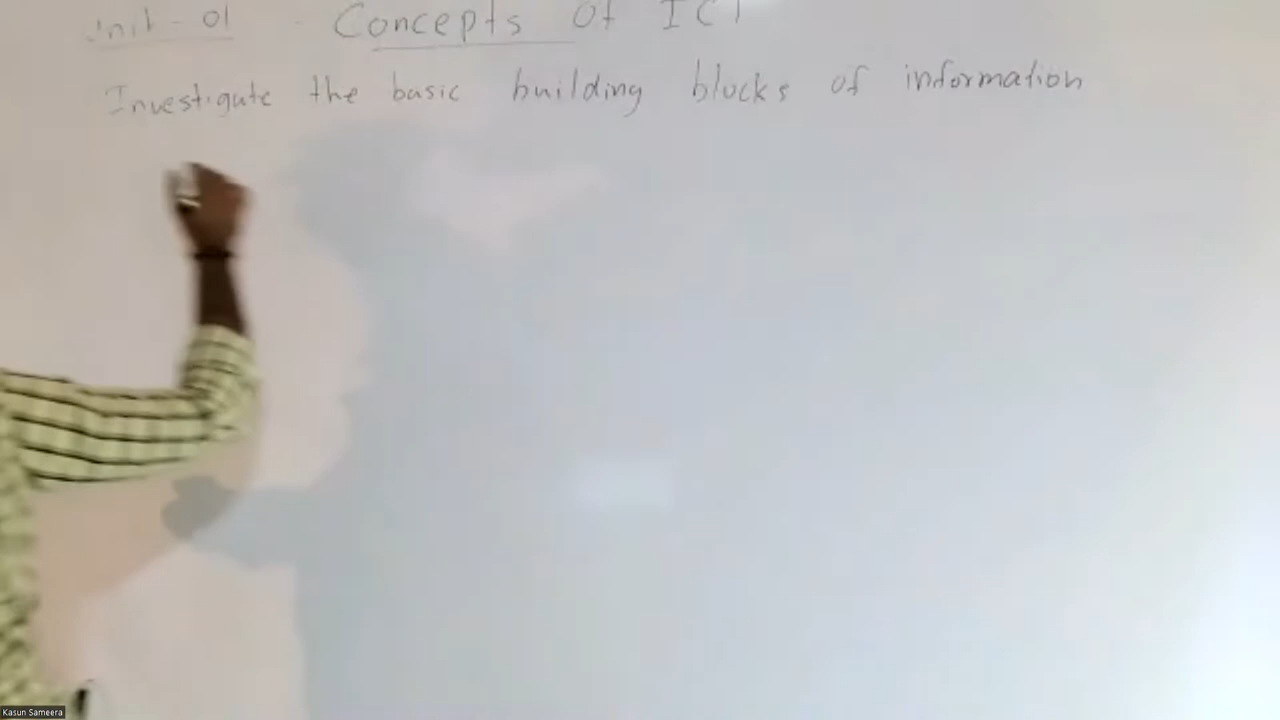 Unit - 01 Concepts of ICT
Investigate the basic building blocks of information
Kasun Sameera